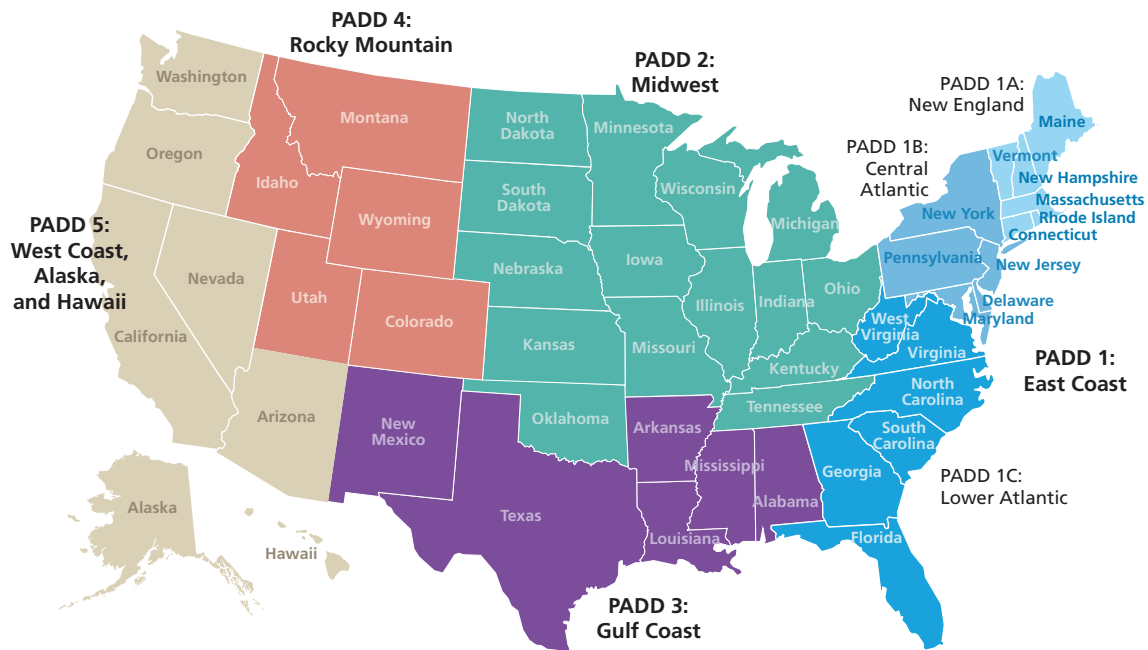 PADD 4:
Rocky Mountain
PADD 2:
Midwest
PADD 1A:
New England
PADD 1B:
Central
Atlantic
PADD 5:
West Coast,
Alaska,
and Hawaii
PADD 1:
East Coast
PADD 1C:
Lower Atlantic
PADD 3:
Gulf Coast
Washington
Oregon
California
Nevada
Arizona
Alaska
Hawaii
Montana
Idaho
Wyoming
Utah
Colorado
North
Dakota
South
Dakota
Nebraska
Kansas
Oklahoma
Minnesota
Iowa
Missouri
Wisconsin
Illinois
Michigan
Indiana
Ohio
Kentucky
Tennessee
New
Mexico
Texas
Arkansas
Louisiana
Mississippi
Alabama
Maine
Vermont
New Hampshire
Massachusetts
Rhode Island
Connecticut
New York
Pennsylvania
New Jersey
Delaware
Maryland
West
Virginia
Virginia
North
Carolina
South
Carolina
Georgia
Florida